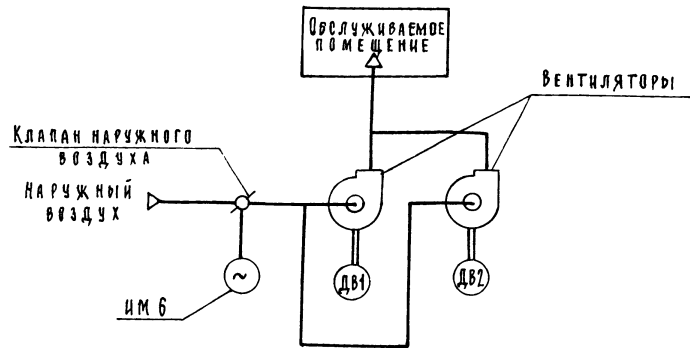 Обслуживаемое
помещение
Вентиляторы
Клапан наружного
воздуха
Наружный
воздух
ДВ1
ДВ2
~
ИМ 6